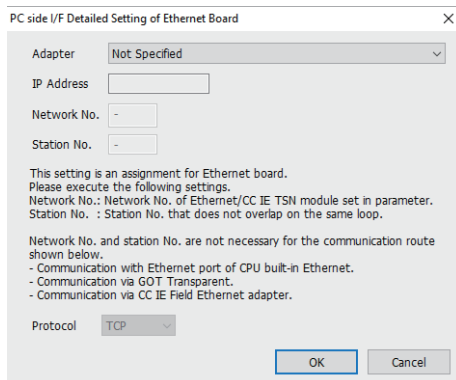 PC side I/F Detailed Setting of Ethernet Board
Adapter Not Specified
IP Address
Network No. -
Station No. -
This setting is an assignment for Ethernet board.
Please execute the following settings.
Network No.: Network No. of Ethernet/CC IE TSN module set in parameter.
Station No. : Station No. that does not overlap on the same loop.
Network No. and station No. are not necessary for the communication route
shown below.
- Communication with Ethernet port of CPU built-in Ethernet.
- Communication via GOT Transparent.
- Communication via CC IE Field Ethernet adapter.
Protocol TCP
OK Cancel